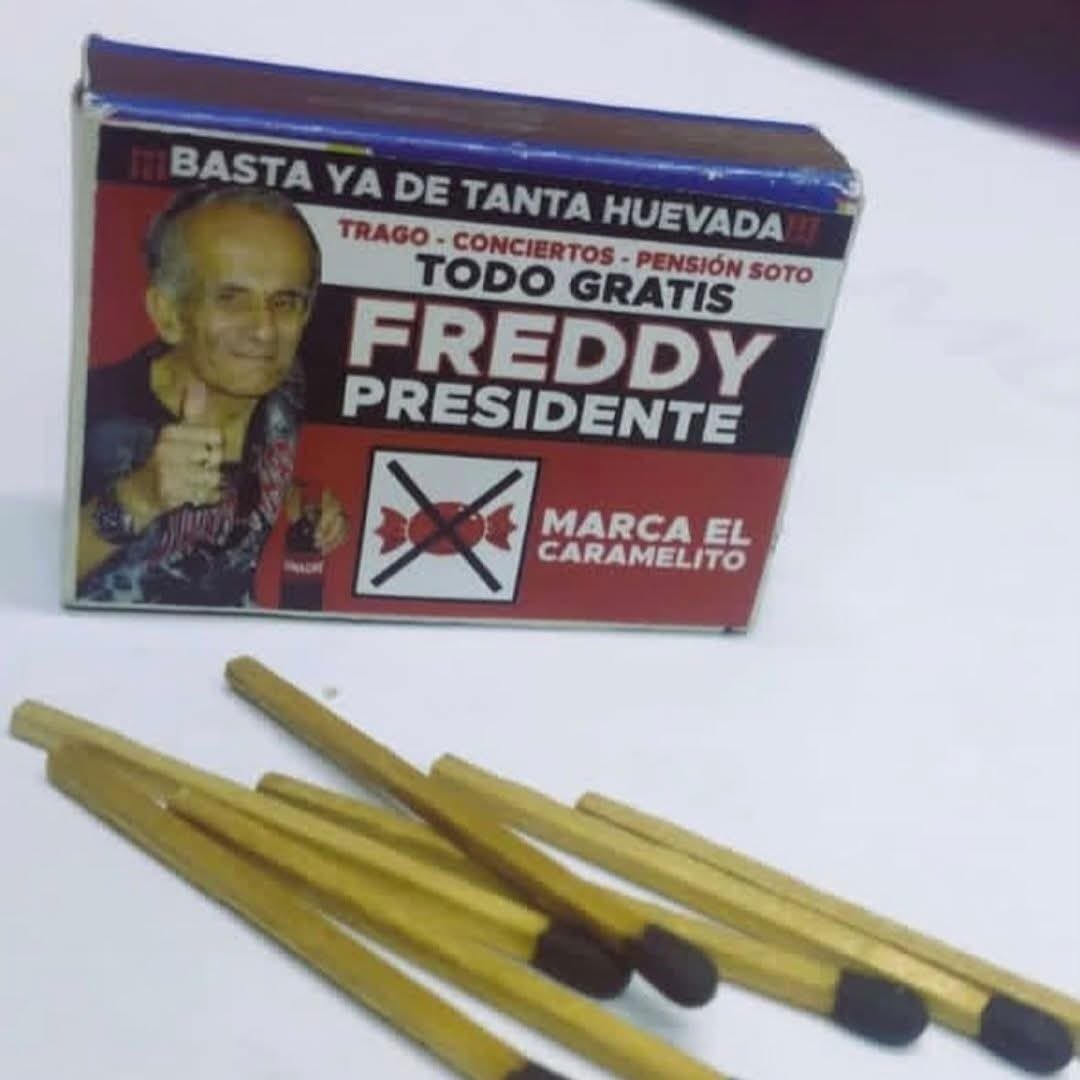 ¡¡¡BASTA YA DE TANTA HUEVADA!!!
TRAGO - CONCIERTOS - PENSIÓN SOTO
TODO GRATIS
FREDDY
PRESIDENTE
MARCA EL
CARAMELITO